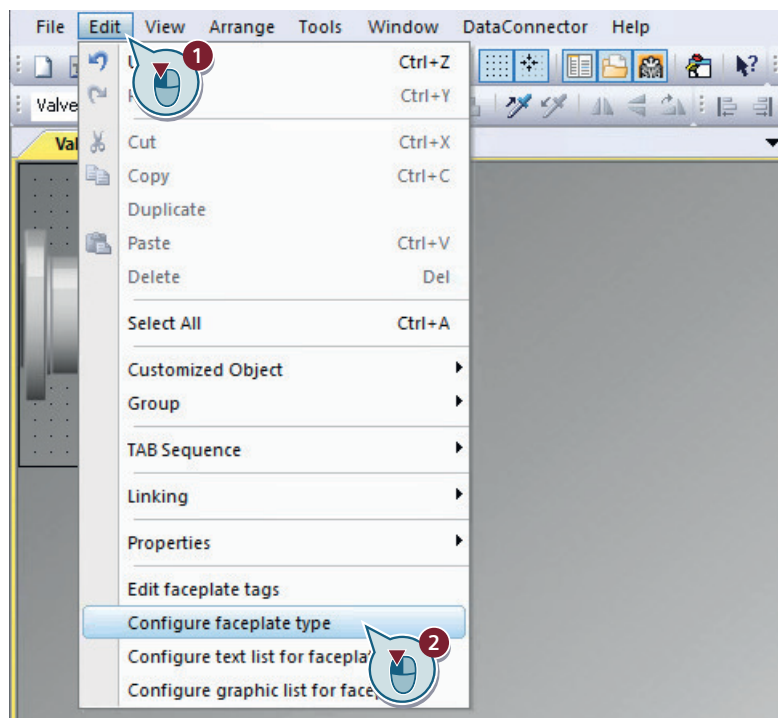 File Edit View Arrange Tools Window DataConnector Help
1
Ctrl+Z
Ctrl+Y
Valve
Val
Cut Ctrl+X
Copy Ctrl+C
Duplicate
Paste Ctrl+V
Delete Del
Select All Ctrl+A
Customized Object
Group
TAB Sequence
Linking
Properties
Edit faceplate tags
Configure faceplate type
2
Configure text list for facepla
Configure graphic list for face